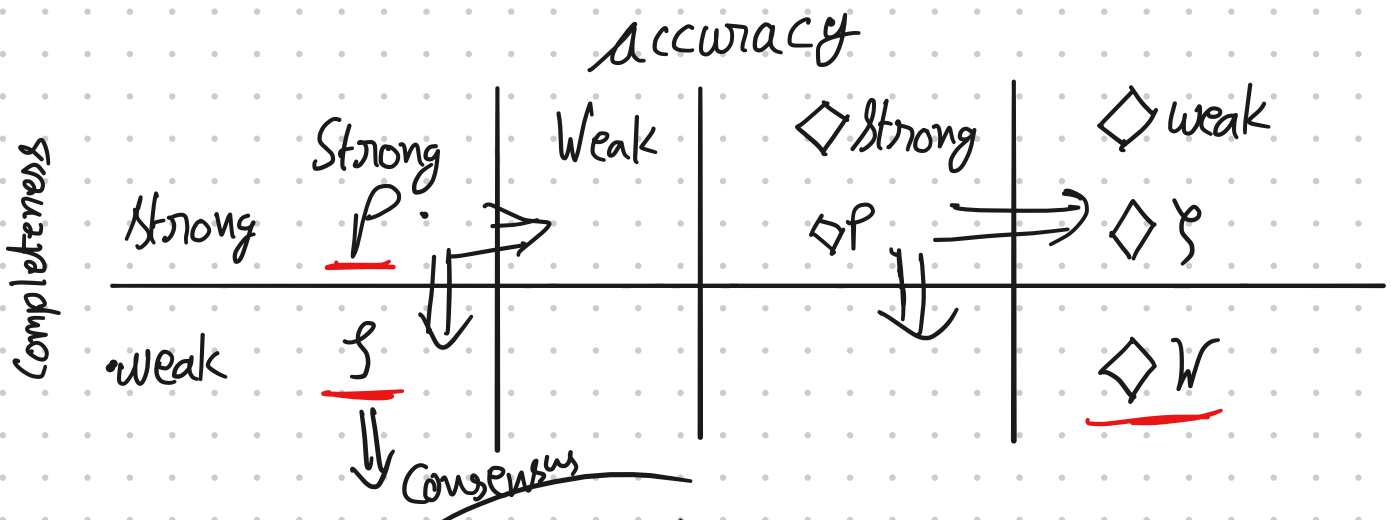 Accuracy
Completeness
Strong Weak ◇ Strong ◇ weak
Strong P. ◇P ◇ S
weak S ◇ W
Consensus